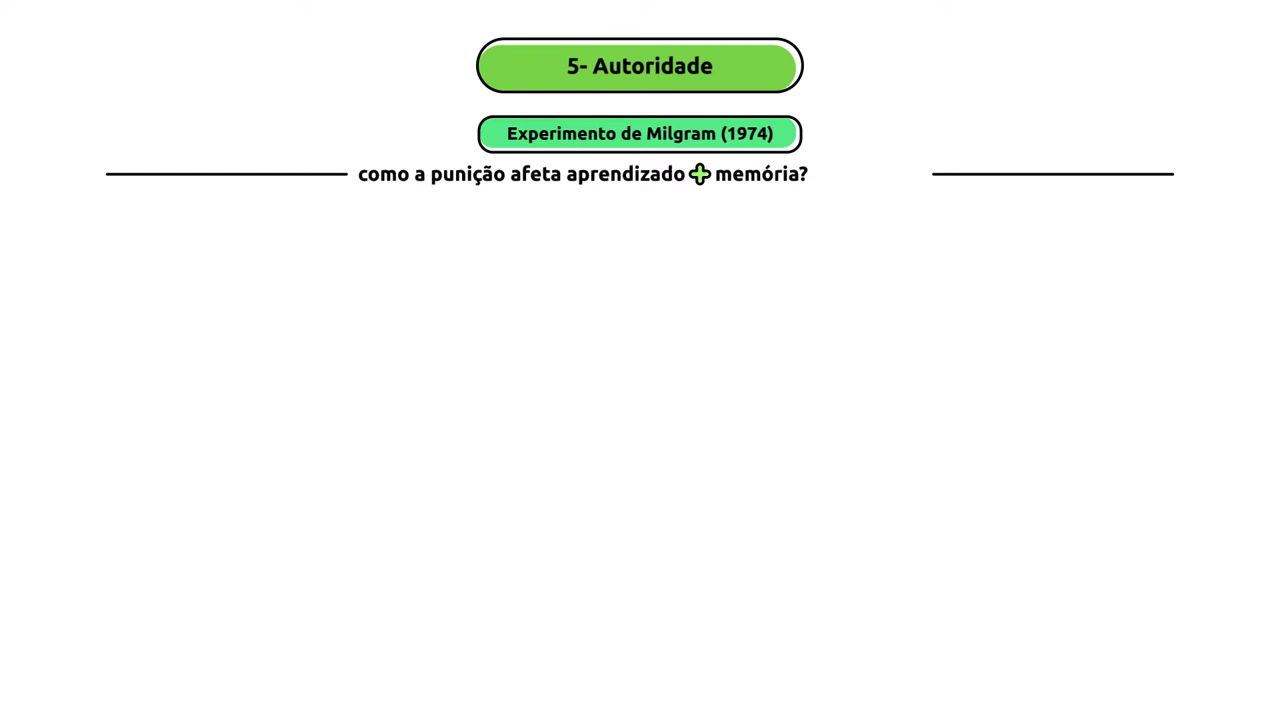 5- Autoridade
Experimento de Milgram (1974)
como a punição afeta aprendizado + memória?